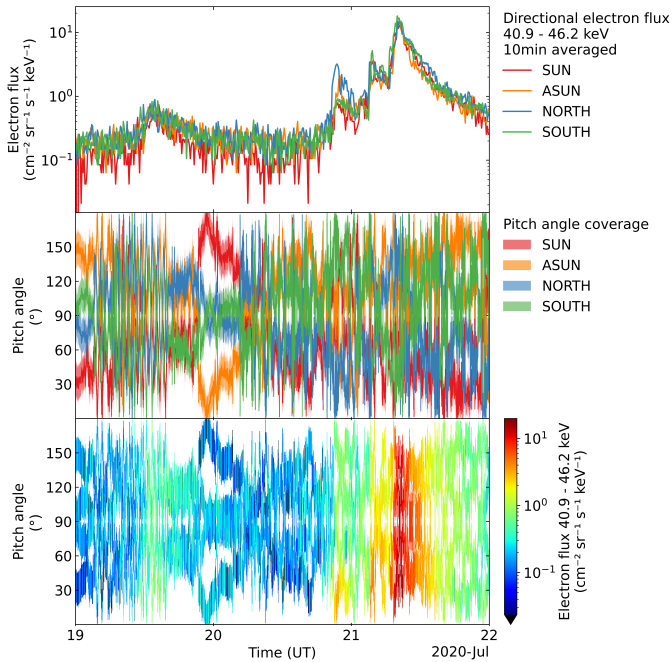 Directional electron flux
40.9 - 46.2 keV
10min averaged
SUN
ASUN
NORTH
SOUTH
Electron flux
(cm⁻² sr⁻¹ s⁻¹ keV⁻¹)
10¹
10⁰
10⁻¹
Pitch angle coverage
SUN
ASUN
NORTH
SOUTH
Pitch angle
(°)
150
120
90
60
30
Pitch angle
(°)
150
120
90
60
30
19
20
21
22
Time (UT)
2020-Jul
10¹
10⁰
10⁻¹
Electron flux 40.9 - 46.2 keV
(cm⁻² sr⁻¹ s⁻¹ keV⁻¹)